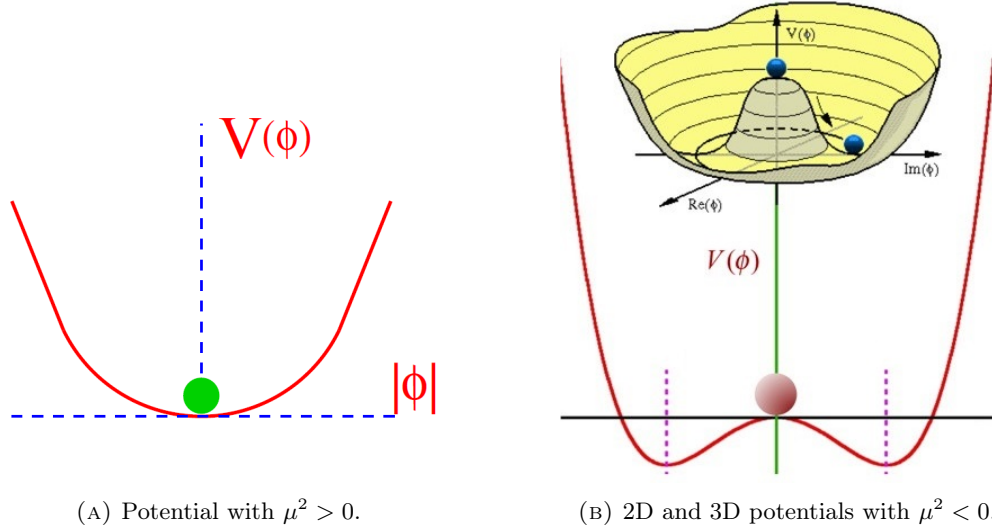 V(ϕ)
|ϕ|
(A) Potential with μ² > 0.
V(ϕ)
Im(ϕ)
Re(ϕ)
V(ϕ)
(B) 2D and 3D potentials with μ² < 0.